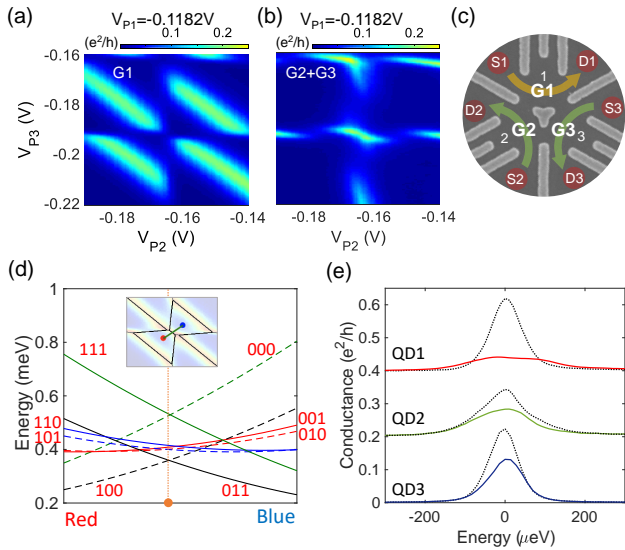 (a)
V_P1=-0.1182V
(e²/h)
0.1
0.2
G1
-0.16
-0.18
-0.2
-0.22
V_P3 (V)
-0.18
-0.16
-0.14
V_P2 (V)
(b)
V_P1=-0.1182V
(e²/h)
0.1
0.2
G2+G3
-0.18
-0.16
-0.14
V_P2 (V)
(c)
S1
D1
1
G1
D2
S3
G2
G3
2
3
S2
D3
(d)
1
0.8
0.6
0.4
0.2
Energy (meV)
111
000
110
101
001
010
100
011
Red
Blue
(e)
0.6
0.5
0.4
0.3
0.2
0.1
0
Conductance (e²/h)
QD1
QD2
QD3
-200
0
200
Energy (μeV)